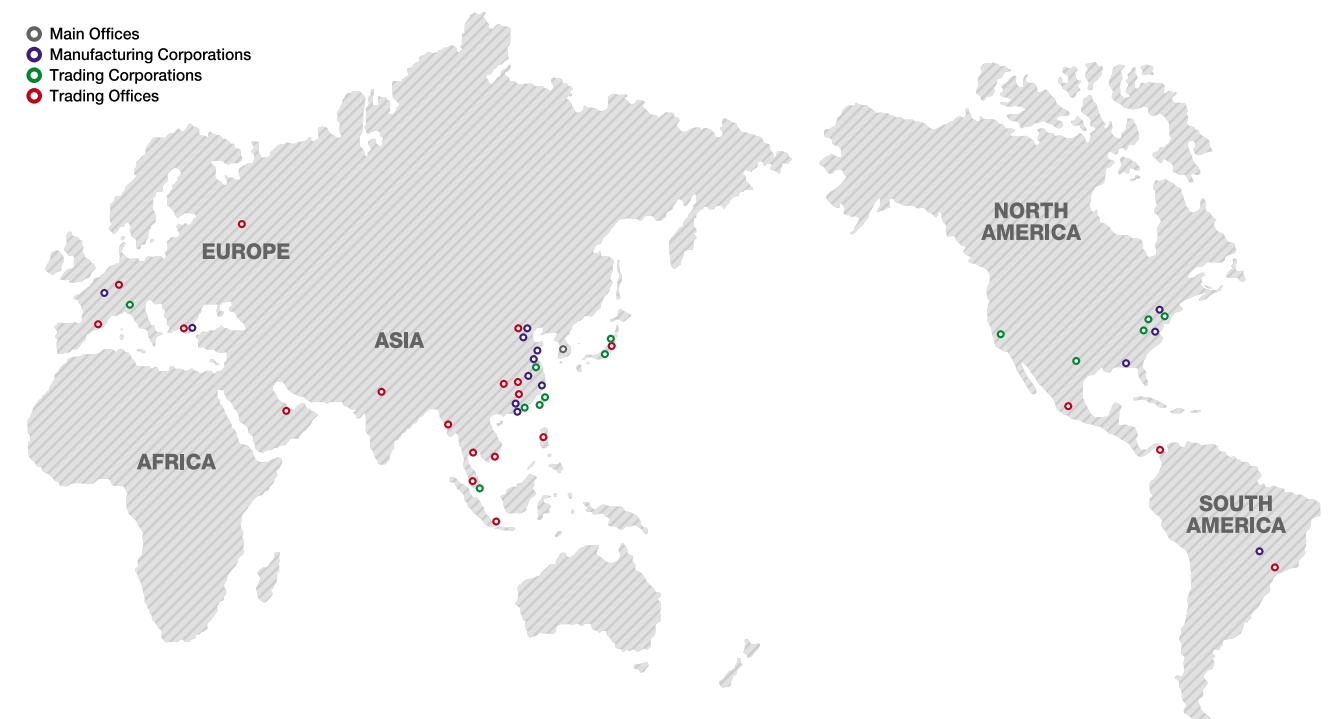 Main Offices
Manufacturing Corporations
Trading Corporations
Trading Offices
NORTH
AMERICA
EUROPE
ASIA
AFRICA
SOUTH
AMERICA